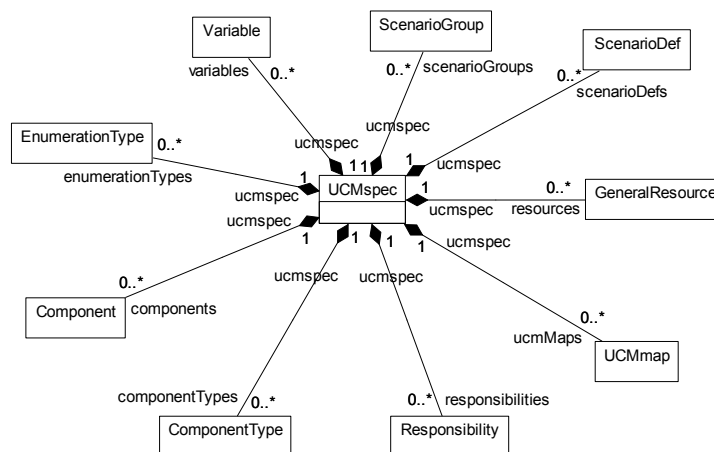 Variable
ScenarioGroup
ScenarioDef
0..*
variables
0..*
scenarioGroups
0..*
scenarioDefs
EnumerationType
0..*
enumerationTypes
ucmspec
1
ucmspec
1
ucmspec
1
ucmspec
1
UCMspec
ucmspec
1
0..*
resources
GeneralResource
ucmspec
1
ucmspec
1
ucmspec
1
ucmspec
1
0..*
components
Component
0..*
ucmMaps
UCMmap
componentTypes
0..*
ComponentType
0..*
responsibilities
Responsibility